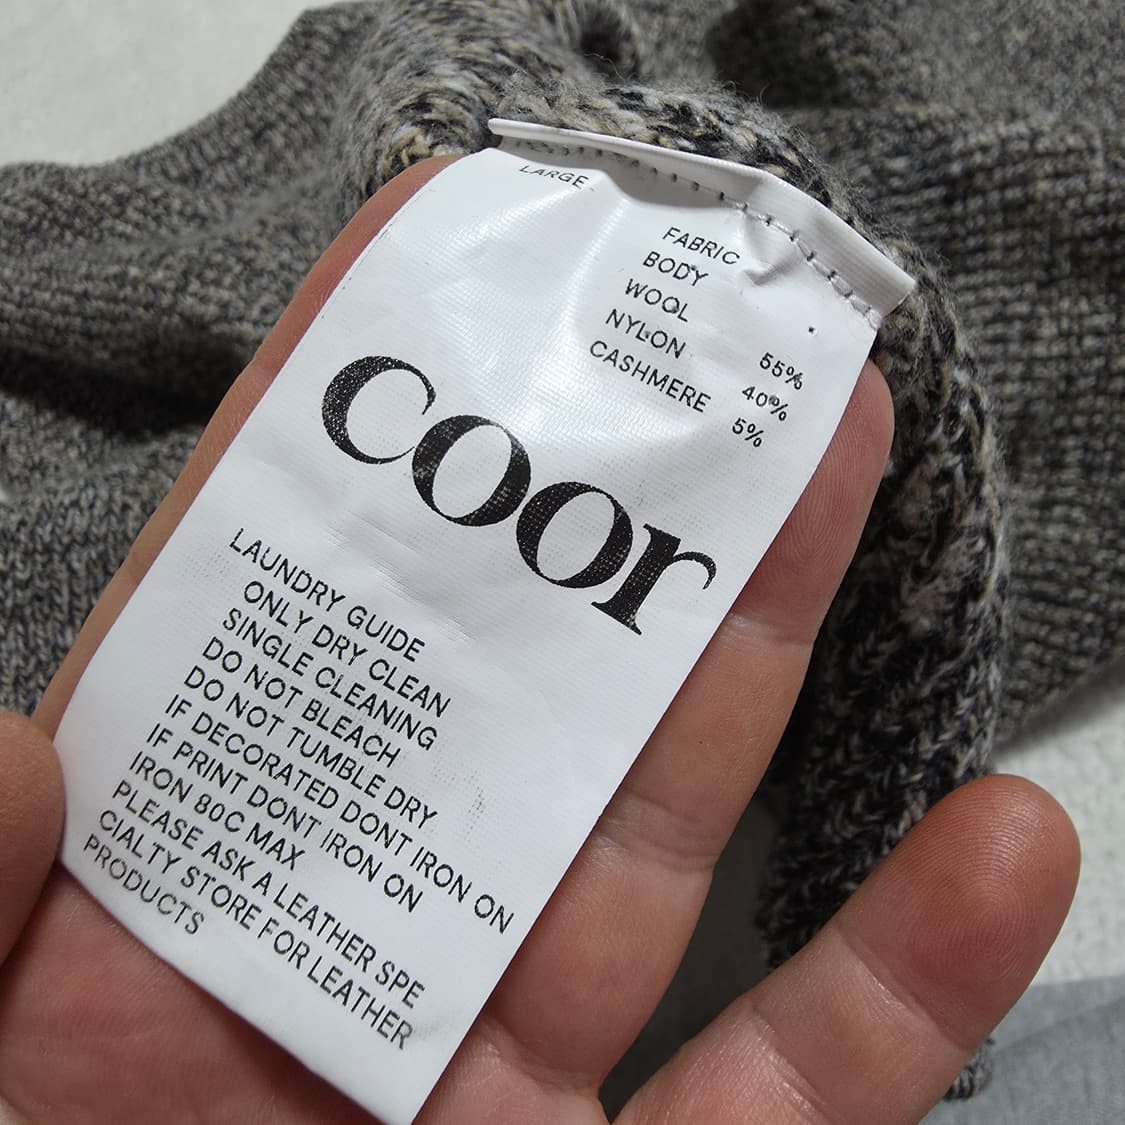 LARGE
FABRIC
BODY
WOOL 55%
NYLON 40%
CASHMERE 5%
coor
LAUNDRY GUIDE
ONLY DRY CLEAN
SINGLE CLEANING
DO NOT BLEACH
DO NOT TUMBLE DRY
IF DECORATED DONT IRON ON
IF PRINT DONT IRON ON
IRON 80C MAX
PLEASE ASK A LEATHER SPE
CIALTY STORE FOR LEATHER
PRODUCTS